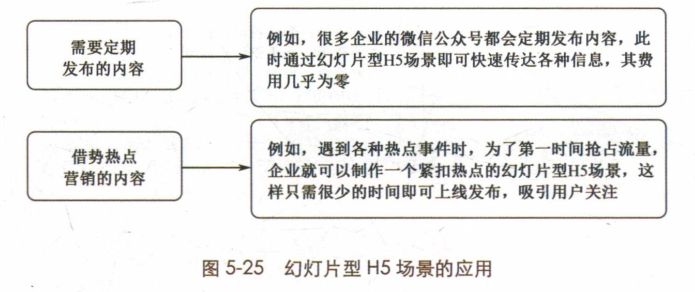 需要定期
发布的内容
例如，很多企业的微信公众号都会定期发布内容，此
时通过幻灯片型H5场景即可快速传达各种信息，其费
用几乎为零
借势热点
营销的内容
例如，遇到各种热点事件时，为了第一时间抢占流量，
企业就可以制作一个紧扣热点的幻灯片型H5场景，这
样只需很少的时间即可上线发布，吸引用户关注
图 5-25 幻灯片型 H5 场景的应用